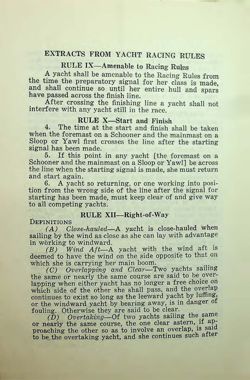 EXTRACTS FROM YACHT RACING RULES
RULE IX—Amenable to Racing Rules
A yacht shall be amenable to the Racing Rules from
the time the preparatory signal for her class is made,
and shall continue so until her entire hull and spars
have passed across the finish line.
After crossing the finishing line a yacht shall not
interfere with any yacht still in the race.
RULE X—Start and Finish
4. The time at the start and finish shall be taken
when the foremast on a Schooner and the mainmast on a
Sloop or Yawl first crosses the line after the starting
signal has been made.
5. If this point in any yacht [the foremast on a
Schooner and the mainmast on a Sloop or Yawl] be across
the line when the starting signal is made, she must return
and start again.
6. A yacht so returning, or one working into posi-
tion from the wrong side of the line after the signal for
starting has been made, must keep clear of and give way
to all competing yachts.
RULE XII—Right-of-Way
DEFINITIONS
(A) Close-hauled—A yacht is close-hauled when
sailing by the wind as close as she can lay with advantage
in working to windward.
(B) Wind Aft—A yacht with the wind aft is
deemed to have the wind on the side opposite to that on
which she is carrying her main boom.
(C) Overlapping and Clear—Two yachts sailing
the same or nearly the same course are said to be over-
lapping when either yacht has no longer a free choice on
which side of the other she shall pass, and the overlap
continues to exist so long as the leeward yacht by luffing,
or the windward yacht by bearing away, is in danger of
fouling. Otherwise they are said to be clear.
(D) Overtaking—Of two yachts sailing the same
or nearly the same course, the one clear astern, if ap-
proaching the other so as to involve an overlap, is said
to be the overtaking yacht, and she continues such after